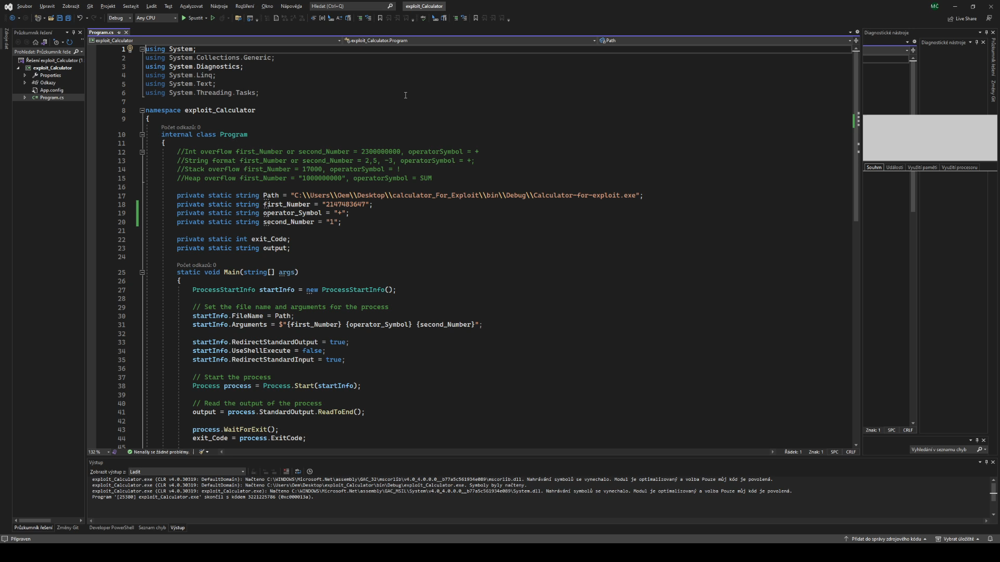 Soubor Upravit Zobrazit Git Projekt Sestavit Ladit Test Analyzovat Nástroje Rozšíření Okno Nápověda Hledat (Ctrl+Q) exploit_Calculator MČ
Debug Any CPU Spustit Live Share
Zdroje dat
Průzkumník řešení
Prohledat: Průzkumník řeše
Řešení exploit_Calculator (1
exploit_Calculator
Properties
Odkazy
App.config
C# Program.cs
Program.cs
exploit_Calculator exploit_Calculator.Program Path
1 using System;
2 using System.Collections.Generic;
3 using System.Diagnostics;
4 using System.Linq;
5 using System.Text;
6 using System.Threading.Tasks;
7
8 namespace exploit_Calculator
9 {
Počet odkazů: 0
10 internal class Program
11 {
12 //Int overflow first_Number or second_Number = 2300000000, operatorSymbol = +
13 //String format first_Number or second_Number = 2,5, -3, operatorSymbol = +;
14 //Stack overflow first_Number = 17000, operatorSymbol = !
15 //Heap overflow first_Number = "1000000000", operatorSymbol = SUM
16
17 private static string Path = "C:\\Users\\Oem\\Desktop\\calculator_For_Exploit\\bin\\Debug\\Calculator-for-exploit.exe";
18 private static string first_Number = "2147483647";
19 private static string operator_Symbol = "+";
20 private static string second_Number = "1";
21
22 private static int exit_Code;
23 private static string output;
24
Počet odkazů: 0
25 static void Main(string[] args)
26 {
27 ProcessStartInfo startInfo = new ProcessStartInfo();
28
29 // Set the file name and arguments for the process
30 startInfo.FileName = Path;
31 startInfo.Arguments = $"{first_Number} {operator_Symbol} {second_Number}";
32
33 startInfo.RedirectStandardOutput = true;
34 startInfo.UseShellExecute = false;
35 startInfo.RedirectStandardInput = true;
36
37 // Start the process
38 Process process = Process.Start(startInfo);
39
40 // Read the output of the process
41 output = process.StandardOutput.ReadToEnd();
42
43 process.WaitForExit();
44 exit_Code = process.ExitCode;
45
132 % Nenašly se žádné problémy. Řádek: 1 Znak: 1 SPC CRLF
Diagnostické nástroje
Diagnostické nástroje
Souhrn Události Využití paměti Využití procesoru
Znak: 1 SPC CRLF
Vyhledání v seznamu chyb
Průzkumník řešení
Změny Git
Výstup
Zobrazit výstup z: Ladit
exploit_Calculator.exe (CLR v4.0.30319: DefaultDomain): Načteno C:\WINDOWS\Microsoft.Net\assembly\GAC_32\mscorlib\v4.0_4.0.0.0__b77a5c561934e089\mscorlib.dll. Nahrávání symbolů se vynechalo. Modul je optimalizovaný a volba Pouze můj kód je povolená.
exploit_Calculator.exe (CLR v4.0.30319: DefaultDomain): Načteno C:\Users\Oem\Desktop\exploit_Calculator\bin\Debug\exploit_Calculator.exe. Symboly byly načteny.
exploit_Calculator.exe (CLR v4.0.30319: exploit_Calculator.exe): Načteno C:\WINDOWS\Microsoft.Net\assembly\GAC_MSIL\System\v4.0_4.0.0.0__b77a5c561934e089\System.dll. Nahrávání symbolů se vynechalo. Modul je optimalizovaný a volba Pouze můj kód je povolená.
Program '[25380] exploit_Calculator.exe' skončil s kódem 3221225786 (0xc000013a).
Průzkumník řešení Změny Git Developer PowerShell Seznam chyb Výstup
Připraven Přidat do správy zdrojového kódu Vybrat úložiště